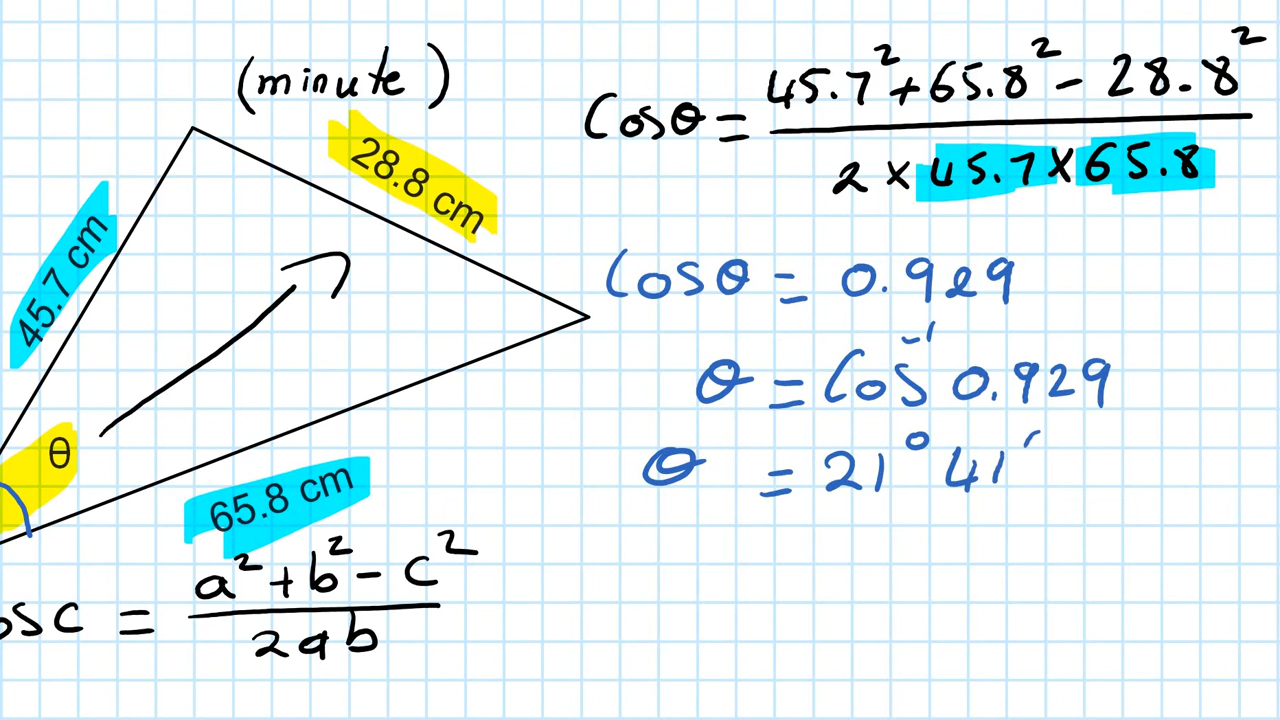 (minute)
28.8 cm
45.7 cm
θ
65.8 cm
cosc = a²+b²-c² / 2ab
Cosθ = 45.7²+65.8²-28.8² / 2×45.7×65.8
Cosθ = 0.929
θ = Cos⁻¹ 0.929
θ = 21°41′